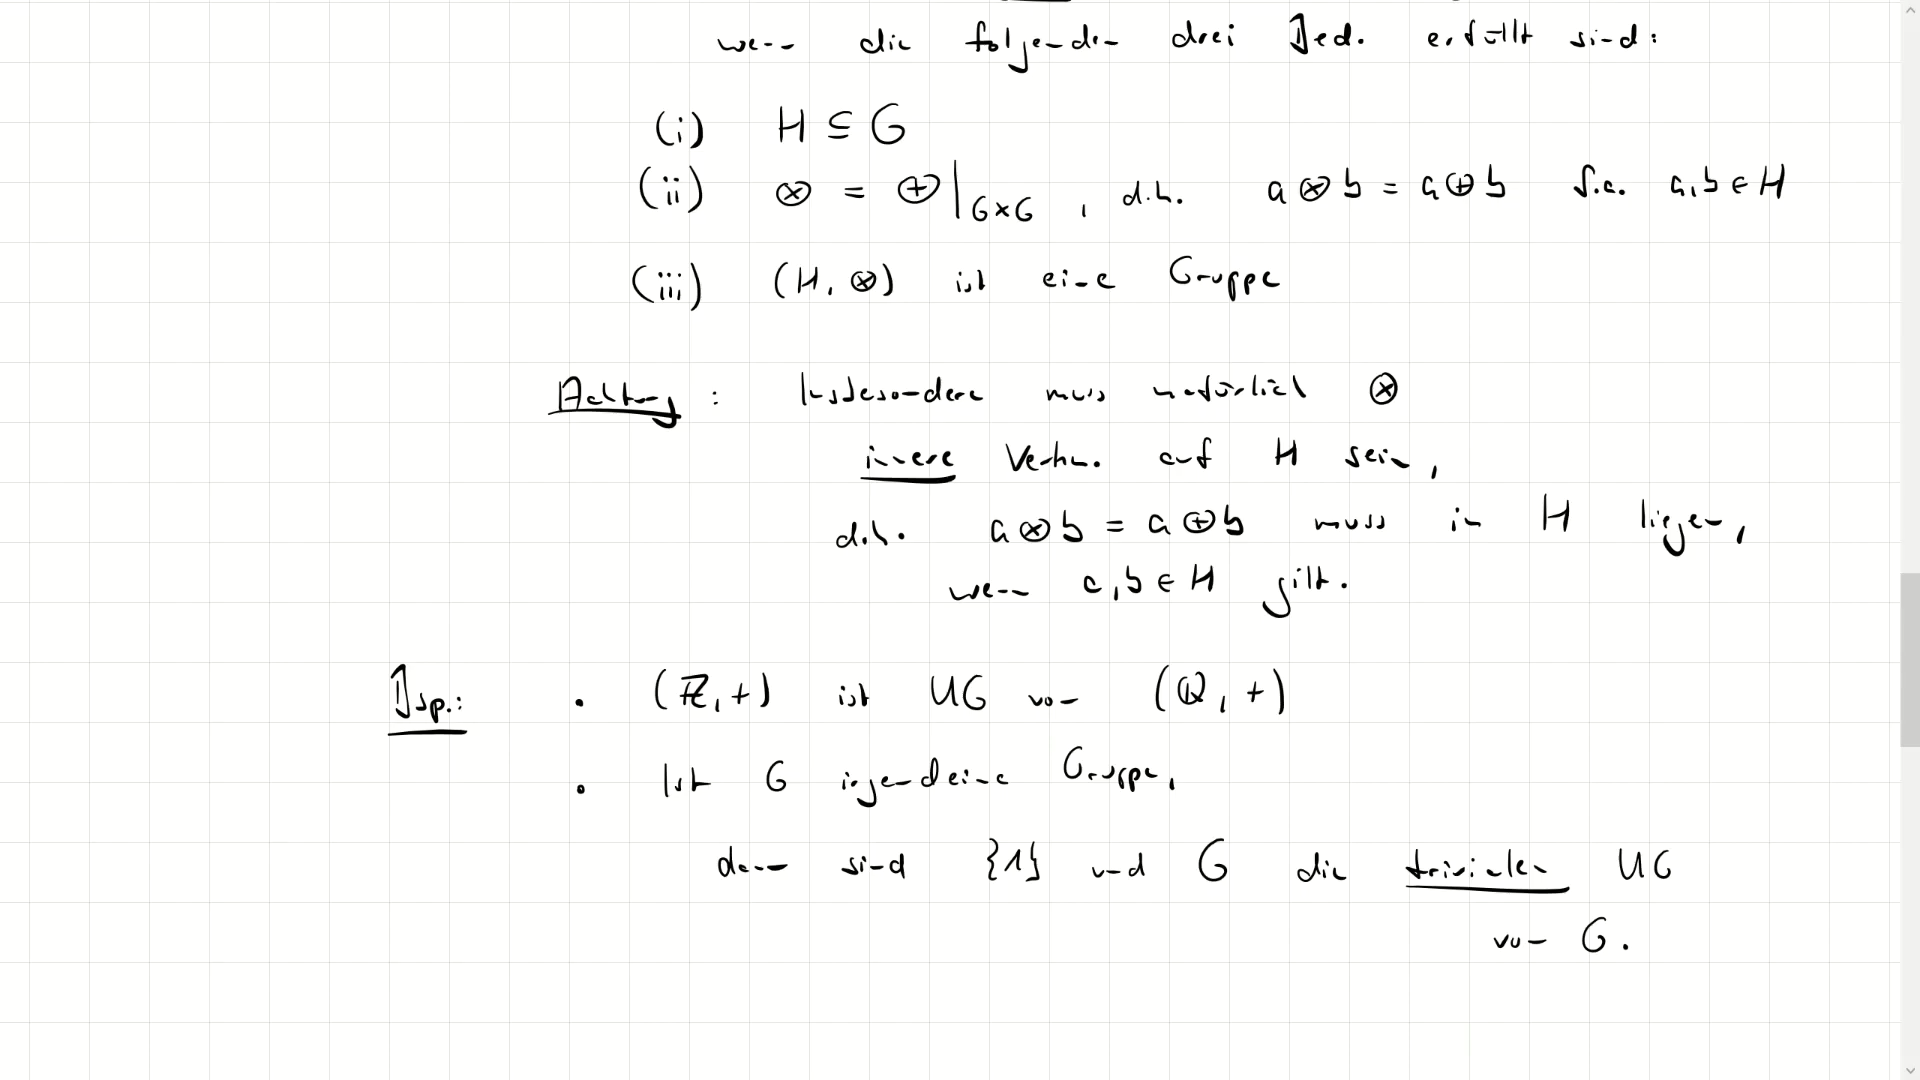 wenn die folgenden drei Bed. erfüllt sind:
(i) H ⊆ G
(ii) ⊗ = ⊕|G×G , d.h. a ⊗ b = a ⊕ b f.a. a,b ∈ H
(iii) (H, ⊗) ist eine Gruppe
Achtung: Insbesondere muss natürlich ⊗
innere Verkn. auf H sein,
d.h. a ⊗ b = a ⊕ b muss in H liegen,
wenn a,b ∈ H gilt.
Bsp.: • (ℤ, +) ist UG von (ℚ, +)
• Ist G irgendeine Gruppe,
dann sind {1} und G die trivialen UG
von G.